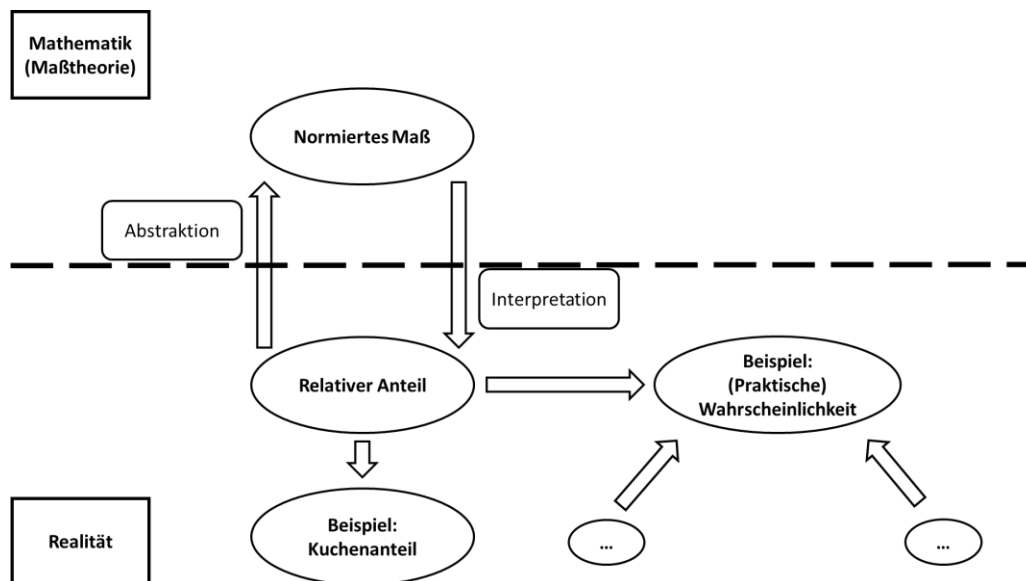 Mathematik
(Maßtheorie)
Normiertes Maß
Abstraktion
Interpretation
Relativer Anteil
Beispiel:
(Praktische)
Wahrscheinlichkeit
Realität
Beispiel:
Kuchenanteil
...
...